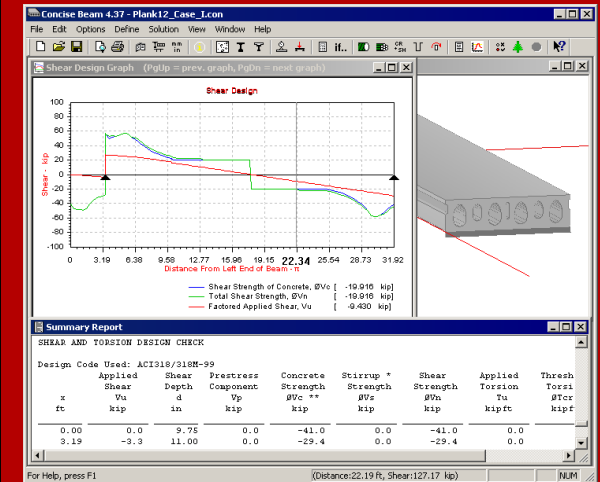 Concise Beam 4.37 - Plank12_Case_I.con
File Edit Options Define Solution View Window Help
if..
Shear Design Graph (PgUp = prev. graph, PgDn = next graph)
Shear Design
100
80
60
40
20
0
-20
-40
-60
-80
-100
Shear - kip
0 3.19 6.38 9.58 12.77 15.96 19.15 22.34 25.54 28.73 31.92
Distance From Left End of Beam - ft
Shear Strength of Concrete, ØVc [ -19.916 kip]
Total Shear Strength, ØVn [ -19.916 kip]
Factored Applied Shear, Vu [ -9.430 kip]
Summary Report
SHEAR AND TORSION DESIGN CHECK
Design Code Used: ACI318/318M-99
Applied Shear Prestress Concrete Stirrup * Shear Applied Thresh
Shear Depth Component Strength Strength Strength Torsion Torsi
x Vu d Vp ØVc ** ØVs ØVn Tu ØTcr
ft kip in kip kip kip kip kipft kipf
0.00 0.0 9.75 0.0 -41.0 0.0 -41.0 0.0
3.19 -3.3 11.00 0.0 -29.4 0.0 -29.4 0.0
For Help, press F1 (Distance:22.19 ft, Shear:127.17 kip) NUM